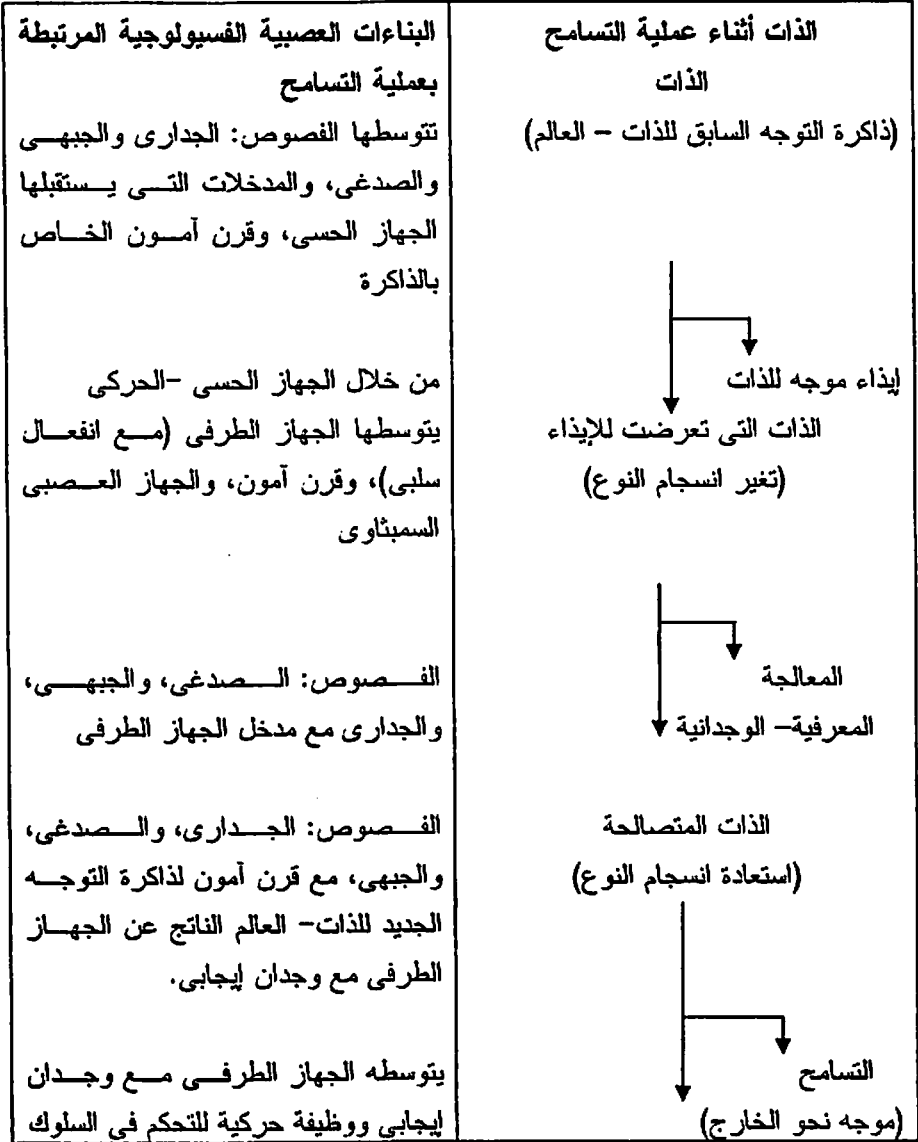 الذات أثناء عملية التسامح
الذات
(ذاكرة التوجه السابق للذات – العالم)
إيذاء موجه للذات
الذات التى تعرضت للإيذاء
(تغير انسجام النوع)
المعالجة
المعرفية– الوجدانية
الذات المتصالحة
(استعادة انسجام النوع)
التسامح
(موجه نحو الخارج)
البناءات العصبية الفسيولوجية المرتبطة
بعملية التسامح
تتوسطها الفصوص: الجدارى والجبهى
والصدغى، والمدخلات التى يستقبلها
الجهاز الحسى، وقرن آمون الخاص
بالذاكرة
من خلال الجهاز الحسى –الحركى
يتوسطها الجهاز الطرفى (مع انفعال
سلبى)، وقرن آمون، والجهاز العصبى
السمبثاوى
الفصوص: الصدغى، والجبهى،
والجدارى مع مدخل الجهاز الطرفى
الفصوص: الجدارى، والصدغى،
والجبهى، مع قرن آمون لذاكرة التوجه
الجديد للذات– العالم الناتج عن الجهاز
الطرفى مع وجدان إيجابى.
يتوسطه الجهاز الطرفى مع وجدان
إيجابي ووظيفة حركية للتحكم فى السلوك